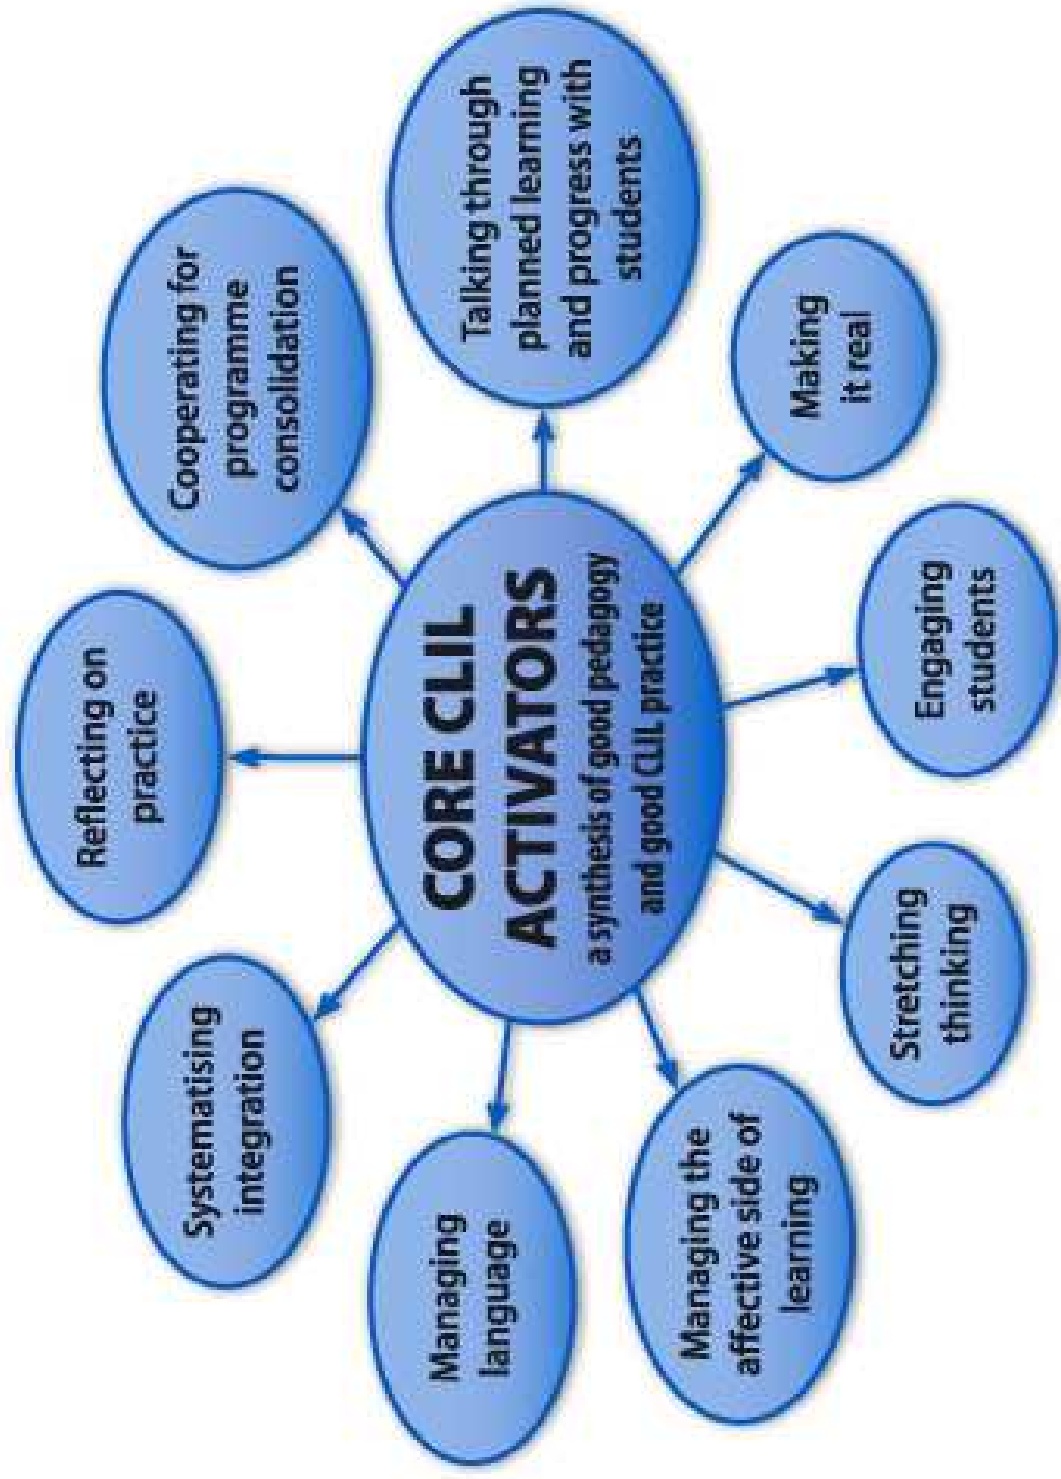 CORE CLIL
ACTIVATORS
a synthesis of good pedagogy
and good CLIL practice
Reflecting on
practice
Cooperating for
programme
consolidation
Talking through
planned learning
and progress with
students
Making
it real
Engaging
students
Stretching
thinking
Managing the
affective side of
learning
Managing
language
Systematising
integration